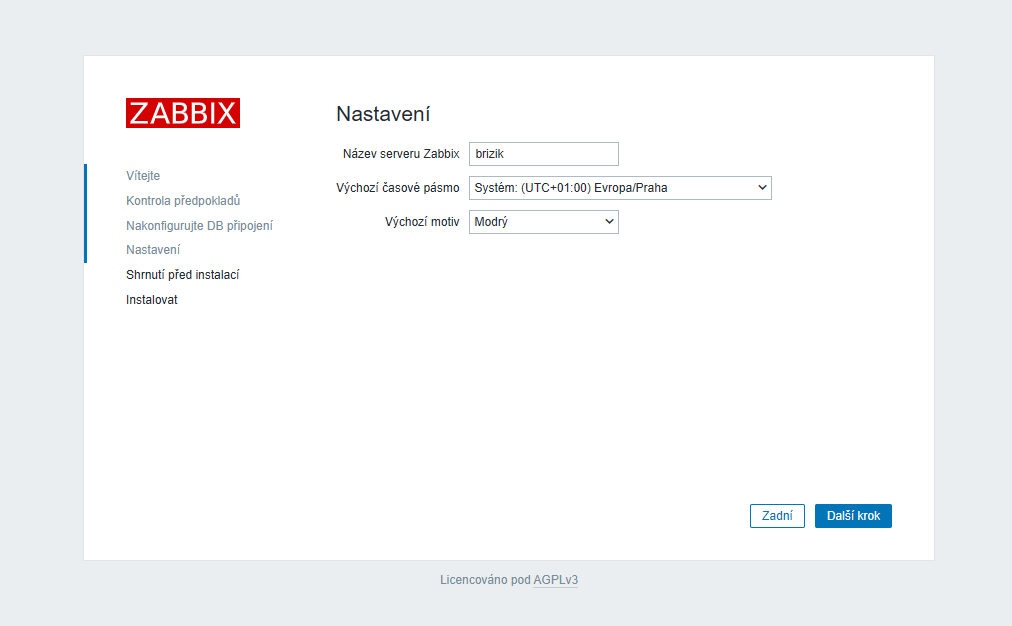 ZABBIX
Vítejte
Kontrola předpokladů
Nakonfigurujte DB připojení
Nastavení
Shrnutí před instalací
Instalovat
Nastavení
Název serveru Zabbix brizik
Výchozí časové pásmo Systém: (UTC+01:00) Evropa/Praha
Výchozí motiv Modrý
Zadní Další krok
Licencováno pod AGPLv3